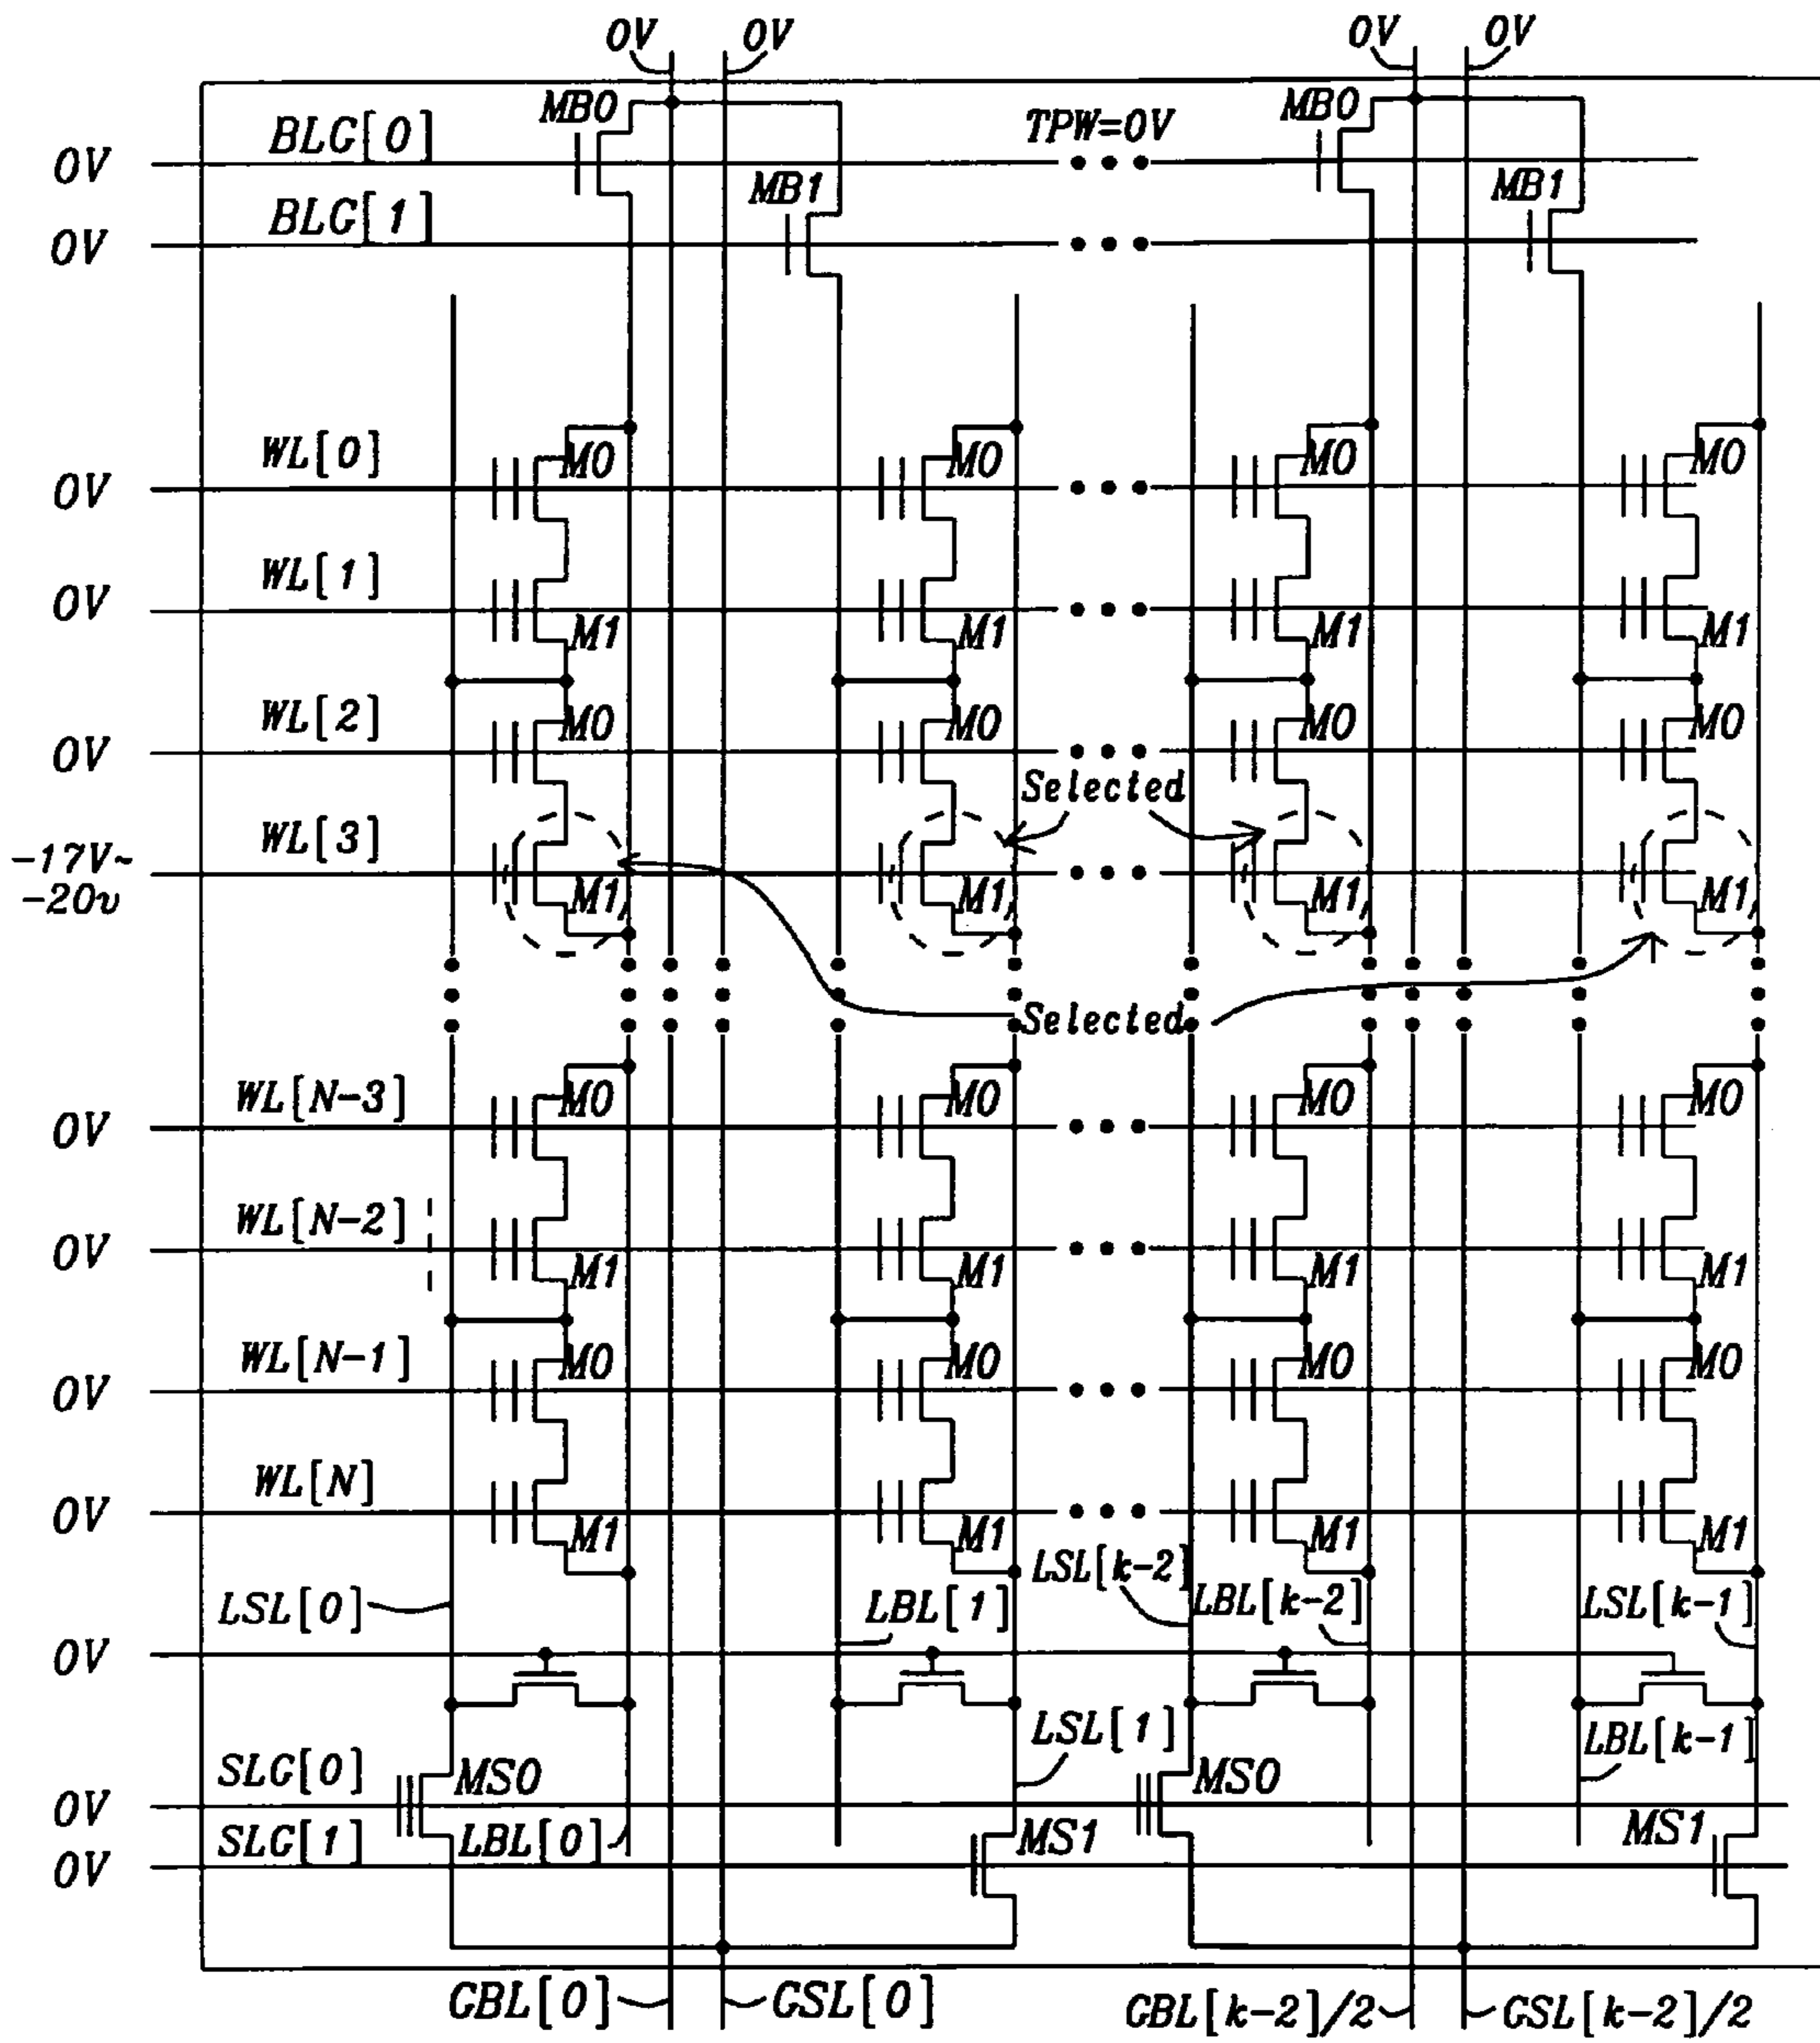 0V 0V 0V 0V
MB0 MB0
0V BLG[0] TPW=0V
MB1 MB1
0V BLG[1]
WL[0] M0 M0 M0 M0
0V
WL[1]
0V
M1 M1 M1 M1
WL[2] M0 M0 M0 M0
0V
Selected
WL[3]
-17V~
-20v
M1 M1 M1 M1
Selected
WL[N-3] M0 M0 M0 M0
0V
WL[N-2]
0V
M1 M1 M1 M1
WL[N-1] M0 M0 M0 M0
0V
WL[N]
0V
M1 M1 M1 M1
LSL[0] LBL[1] LSL[k-2] LBL[k-2] LSL[k-1]
0V
LSL[1] LBL[k-1]
SLG[0] MS0 MS0
0V
SLG[1] LBL[0] MS1 MS1
0V
GBL[0] GSL[0] GBL[k-2]/2 GSL[k-2]/2